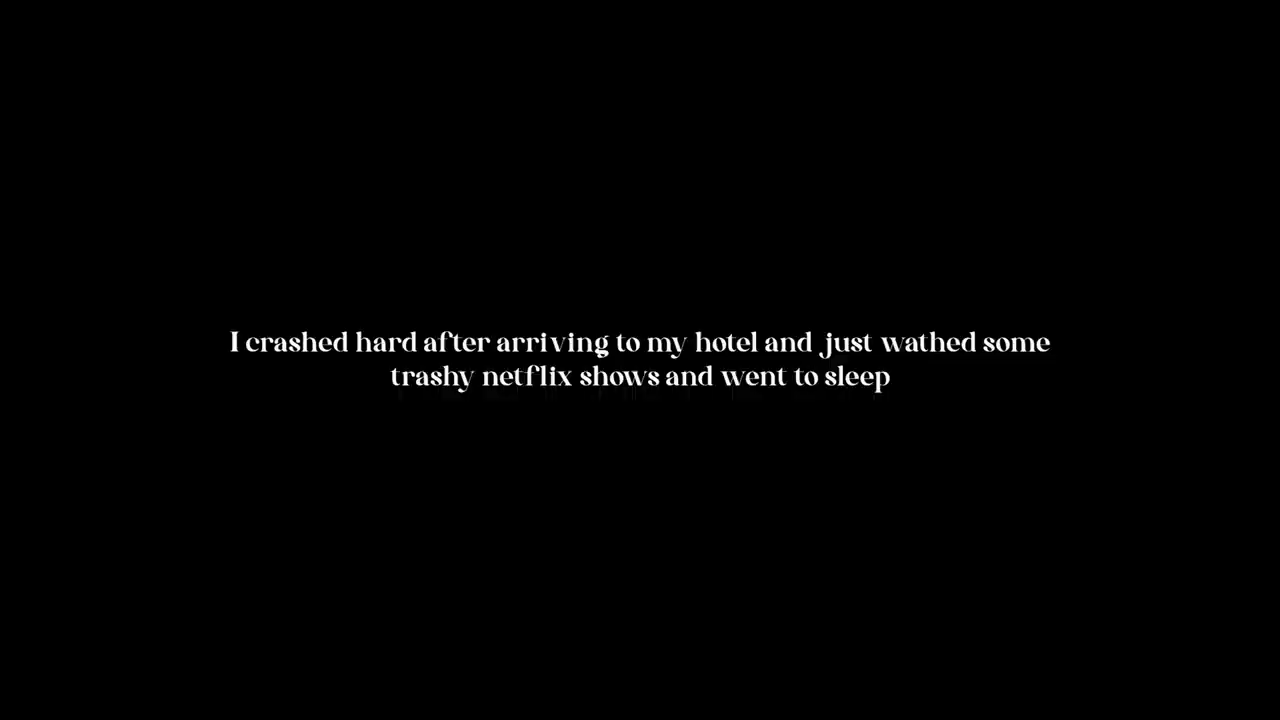 I crashed hard after arriving to my hotel and just wathed some
trashy netflix shows and went to sleep